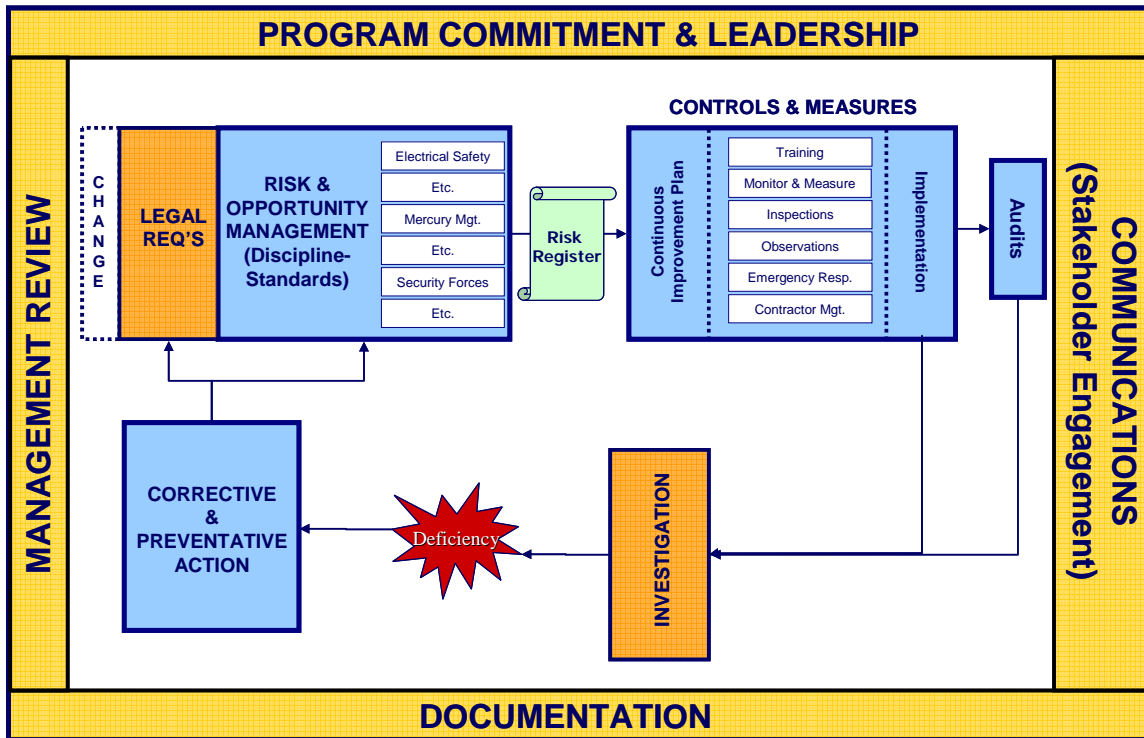 PROGRAM COMMITMENT & LEADERSHIP
MANAGEMENT REVIEW
CHANGE
LEGAL
REQ'S
RISK &
OPPORTUNITY
MANAGEMENT
(Discipline-
Standards)
Electrical Safety
Etc.
Mercury Mgt.
Etc.
Security Forces
Etc.
Risk
Register
CONTROLS & MEASURES
Continuous
Improvement Plan
Training
Monitor & Measure
Inspections
Observations
Emergency Resp.
Contractor Mgt.
Implementation
Audits
COMMUNICATIONS
(Stakeholder Engagement)
CORRECTIVE
&
PREVENTATIVE
ACTION
Deficiency
INVESTIGATION
DOCUMENTATION